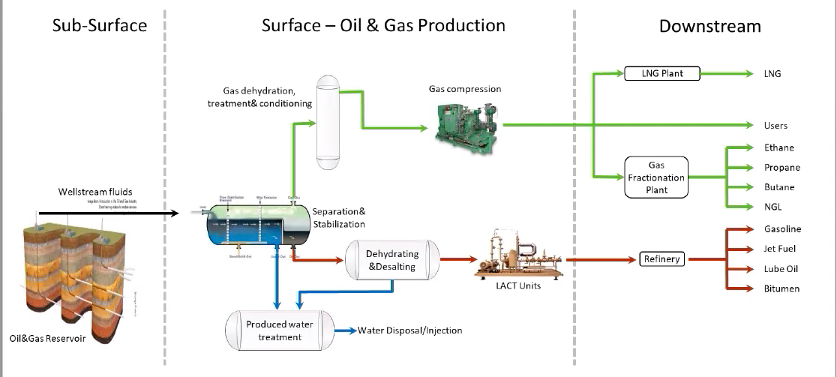 Sub-Surface
Surface – Oil & Gas Production
Downstream
Gas dehydration,
treatment& conditioning
Gas compression
LNG Plant
LNG
Users
Gas
Fractionation
Plant
Ethane
Propane
Butane
NGL
Wellstream fluids
Separation&
Stabilization
Dehydrating
&Desalting
LACT Units
Refinery
Gasoline
Jet Fuel
Lube Oil
Bitumen
Produced water
treatment
Water Disposal/Injection
Oil&Gas Reservoir